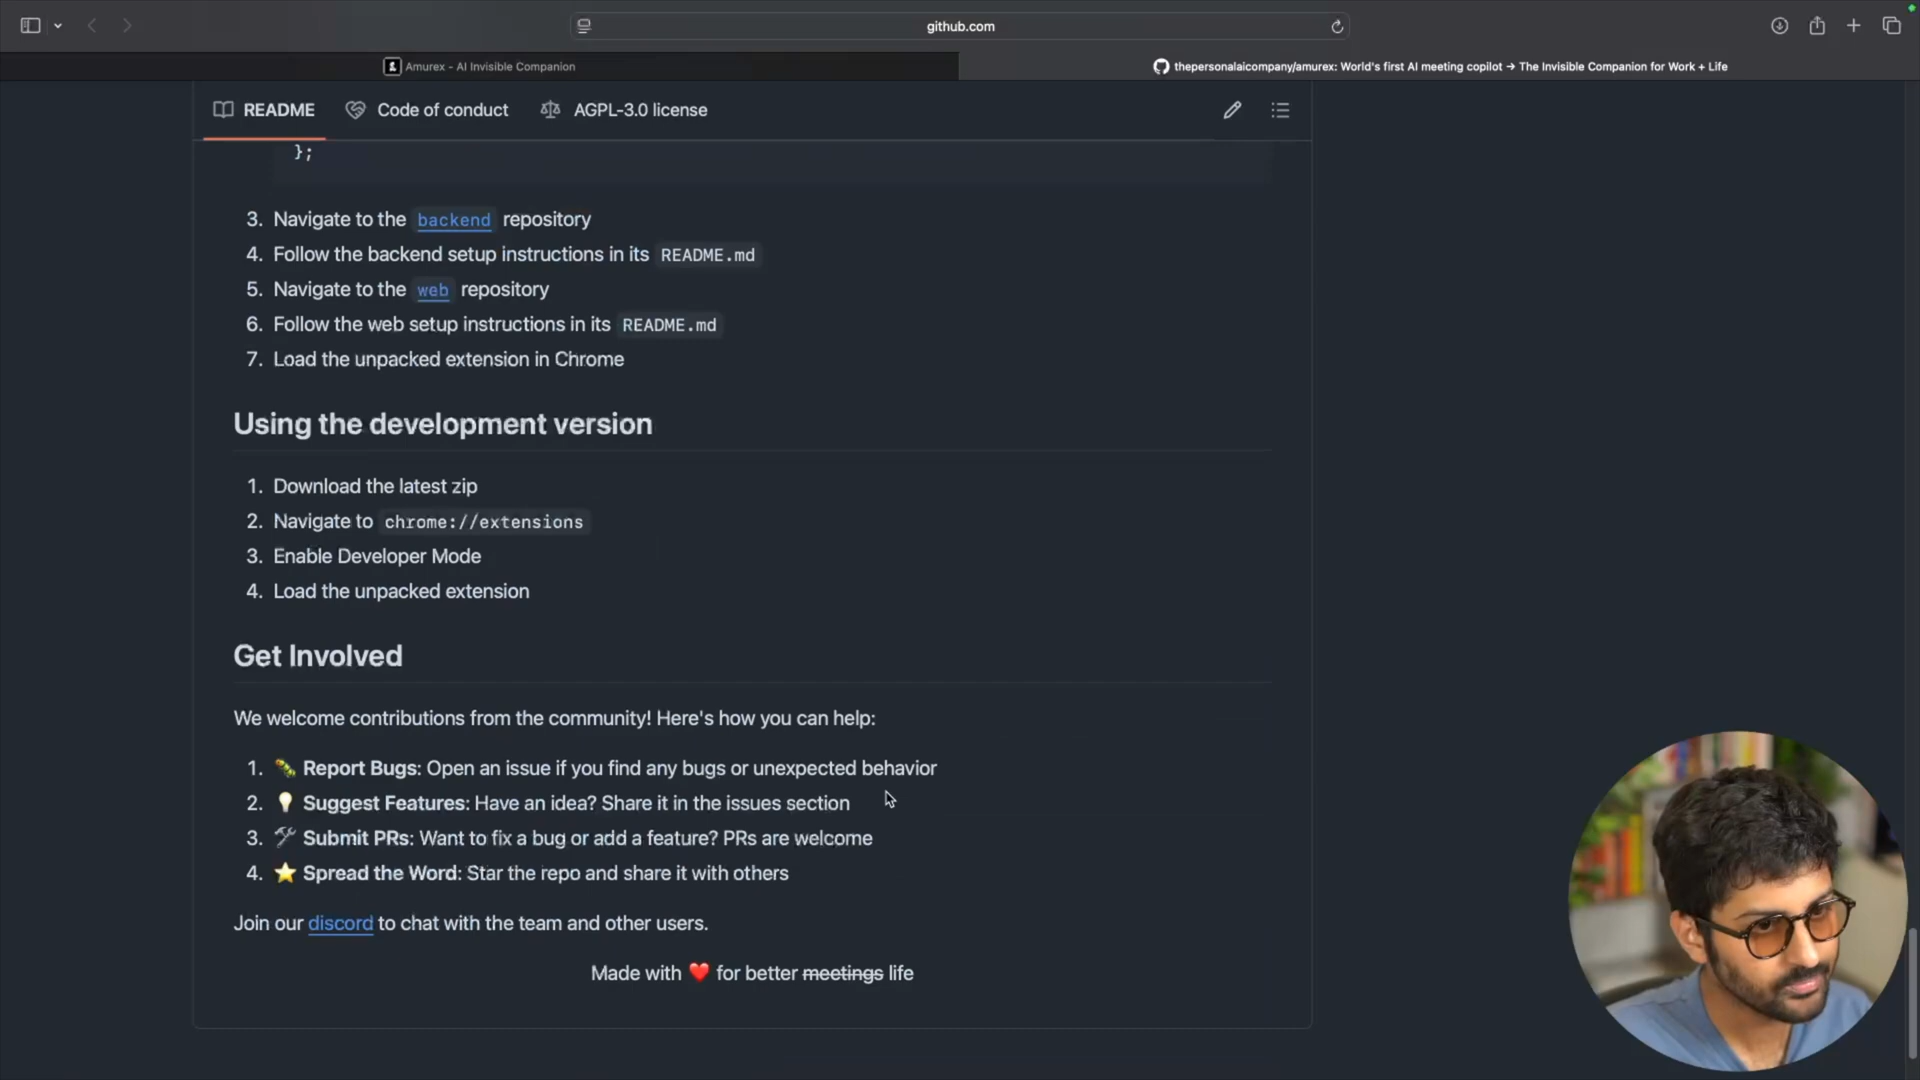 github.com
Amurex - AI Invisible Companion
thepersonalaicompany/amurex: World's first AI meeting copilot → The Invisible Companion for Work + Life
README
Code of conduct
AGPL-3.0 license
};
3. Navigate to the backend repository
4. Follow the backend setup instructions in its README.md
5. Navigate to the web repository
6. Follow the web setup instructions in its README.md
7. Load the unpacked extension in Chrome
Using the development version
1. Download the latest zip
2. Navigate to chrome://extensions
3. Enable Developer Mode
4. Load the unpacked extension
Get Involved
We welcome contributions from the community! Here's how you can help:
1. 🐛 Report Bugs: Open an issue if you find any bugs or unexpected behavior
2. 💡 Suggest Features: Have an idea? Share it in the issues section
3. 🛠️ Submit PRs: Want to fix a bug or add a feature? PRs are welcome
4. ⭐ Spread the Word: Star the repo and share it with others
Join our discord to chat with the team and other users.
Made with ❤️ for better meetings life